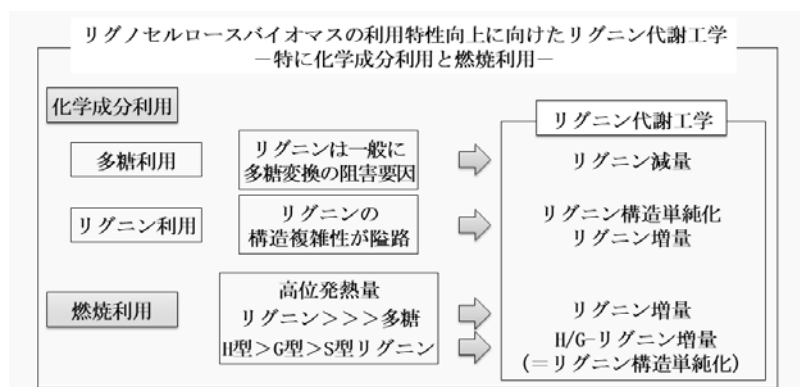 リグノセルロースバイオマスの利用特性向上に向けたリグニン代謝工学
－特に化学成分利用と燃焼利用－
化学成分利用
リグニン代謝工学
多糖利用
リグニンは一般に
多糖変換の阻害要因
リグニン減量
リグニン利用
リグニンの
構造複雑性が隘路
リグニン構造単純化
リグニン増量
燃焼利用
高位発熱量
リグニン＞＞＞多糖
H型＞G型＞S型リグニン
リグニン増量
H/G-リグニン増量
(＝リグニン構造単純化)